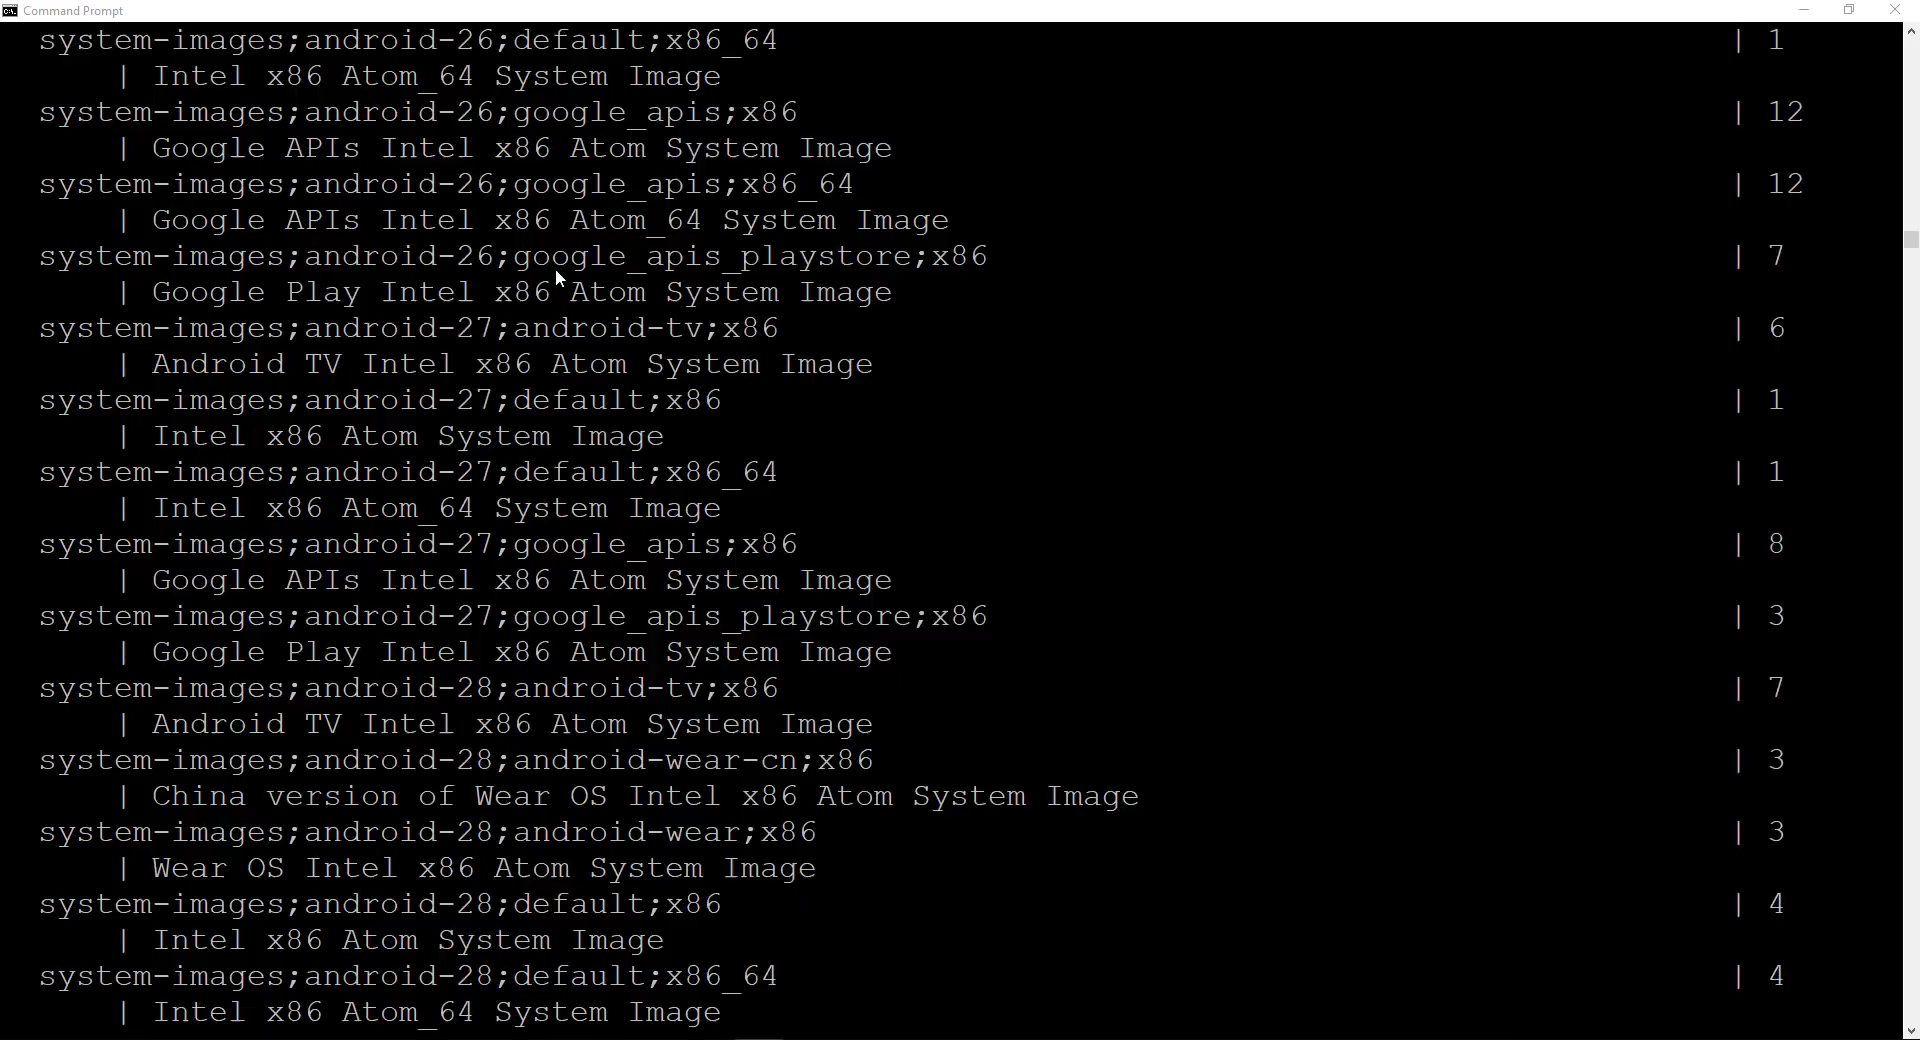 Command Prompt
system-images;android-26;default;x86_64 | 1
| Intel x86 Atom_64 System Image
system-images;android-26;google_apis;x86 | 12
| Google APIs Intel x86 Atom System Image
system-images;android-26;google_apis;x86_64 | 12
| Google APIs Intel x86 Atom_64 System Image
system-images;android-26;google_apis_playstore;x86 | 7
| Google Play Intel x86 Atom System Image
system-images;android-27;android-tv;x86 | 6
| Android TV Intel x86 Atom System Image
system-images;android-27;default;x86 | 1
| Intel x86 Atom System Image
system-images;android-27;default;x86_64 | 1
| Intel x86 Atom_64 System Image
system-images;android-27;google_apis;x86 | 8
| Google APIs Intel x86 Atom System Image
system-images;android-27;google_apis_playstore;x86 | 3
| Google Play Intel x86 Atom System Image
system-images;android-28;android-tv;x86 | 7
| Android TV Intel x86 Atom System Image
system-images;android-28;android-wear-cn;x86 | 3
| China version of Wear OS Intel x86 Atom System Image
system-images;android-28;android-wear;x86 | 3
| Wear OS Intel x86 Atom System Image
system-images;android-28;default;x86 | 4
| Intel x86 Atom System Image
system-images;android-28;default;x86_64 | 4
| Intel x86 Atom_64 System Image